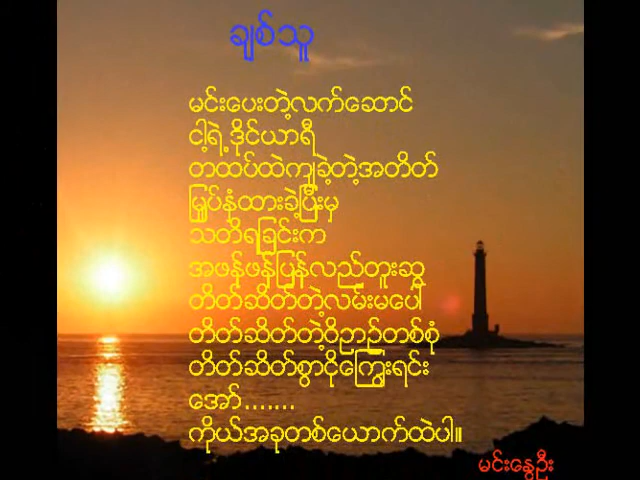 ချစ်သူ
မင်းပေးတဲ့လက်ဆောင်
ငါ့ရဲ့ဒိုင်ယာရီ
တထပ်ထဲကျခဲ့တဲ့အတိတ်
မြှုပ်နှံထားခဲ့ပြီးမှ
သတိရခြင်းက
အဖန်ဖန်ပြန်လည်တူးဆွ
တိတ်ဆိတ်တဲ့လမ်းမပေါ်
တိတ်ဆိတ်တဲ့ဝိညာဉ်တစ်စုံ
တိတ်ဆိတ်စွာငိုကြွေးရင်း
အော်.......
ကိုယ်အခုတစ်ယောက်ထဲပါ။
မင်းနွေဦး